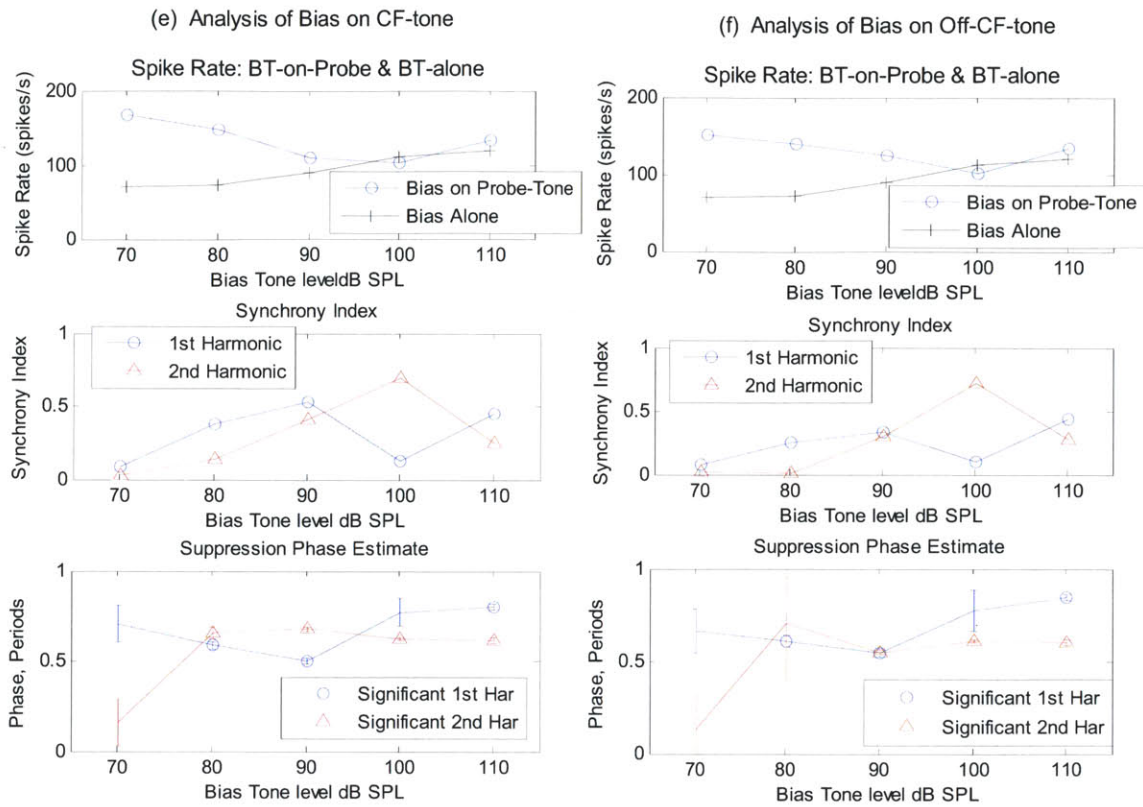 (e) Analysis of Bias on CF-tone
Spike Rate: BT-on-Probe & BT-alone
Spike Rate (spikes/s)
200
100
0
Bias on Probe-Tone
Bias Alone
70 80 90 100 110
Bias Tone leveldB SPL
Synchrony Index
Synchrony Index
1
0.5
0
1st Harmonic
2nd Harmonic
70 80 90 100 110
Bias Tone level dB SPL
Suppression Phase Estimate
Phase, Periods
1
0.5
0
Significant 1st Har
Significant 2nd Har
70 80 90 100 110
Bias Tone level dB SPL
(f) Analysis of Bias on Off-CF-tone
Spike Rate: BT-on-Probe & BT-alone
Spike Rate (spikes/s)
200
100
0
Bias on Probe-Tone
Bias Alone
70 80 90 100 110
Bias Tone leveldB SPL
Synchrony Index
Synchrony Index
1
0.5
0
1st Harmonic
2nd Harmonic
70 80 90 100 110
Bias Tone level dB SPL
Suppression Phase Estimate
Phase, Periods
1
0.5
0
Significant 1st Har
Significant 2nd Har
70 80 90 100 110
Bias Tone level dB SPL